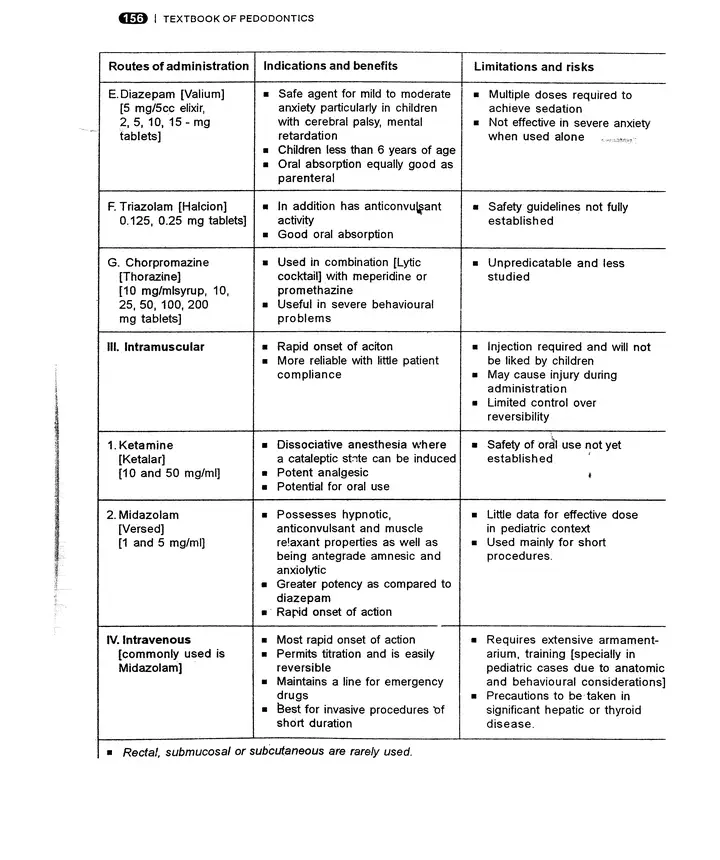 156 | TEXTBOOK OF PEDODONTICS
Routes of administration
Indications and benefits
Limitations and risks
E. Diazepam [Valium]
[5 mg/5cc elixir,
2, 5, 10, 15 - mg
tablets]
▪ Safe agent for mild to moderate
anxiety particularly in children
with cerebral palsy, mental
retardation
▪ Children less than 6 years of age
▪ Oral absorption equally good as
parenteral
▪ Multiple doses required to
achieve sedation
▪ Not effective in severe anxiety
when used alone
F. Triazolam [Halcion]
0.125, 0.25 mg tablets]
▪ In addition has anticonvulsant
activity
▪ Good oral absorption
▪ Safety guidelines not fully
established
G. Chorpromazine
[Thorazine]
[10 mg/mlsyrup, 10,
25, 50, 100, 200
mg tablets]
▪ Used in combination [Lytic
cocktail] with meperidine or
promethazine
▪ Useful in severe behavioural
problems
▪ Unpredicatable and less
studied
III. Intramuscular
▪ Rapid onset of aciton
▪ More reliable with little patient
compliance
▪ Injection required and will not
be liked by children
▪ May cause injury during
administration
▪ Limited control over
reversibility
1. Ketamine
[Ketalar]
[10 and 50 mg/ml]
▪ Dissociative anesthesia where
a cataleptic state can be induced
▪ Potent analgesic
▪ Potential for oral use
▪ Safety of oral use not yet
established
2. Midazolam
[Versed]
[1 and 5 mg/ml]
▪ Possesses hypnotic,
anticonvulsant and muscle
relaxant properties as well as
being antegrade amnesic and
anxiolytic
▪ Greater potency as compared to
diazepam
▪ Rapid onset of action
▪ Little data for effective dose
in pediatric context
▪ Used mainly for short
procedures.
IV. Intravenous
[commonly used is
Midazolam]
▪ Most rapid onset of action
▪ Permits titration and is easily
reversible
▪ Maintains a line for emergency
drugs
▪ Best for invasive procedures of
short duration
▪ Requires extensive armament-
arium, training [specially in
pediatric cases due to anatomic
and behavioural considerations]
▪ Precautions to be taken in
significant hepatic or thyroid
disease.
▪ Rectal, submucosal or subcutaneous are rarely used.